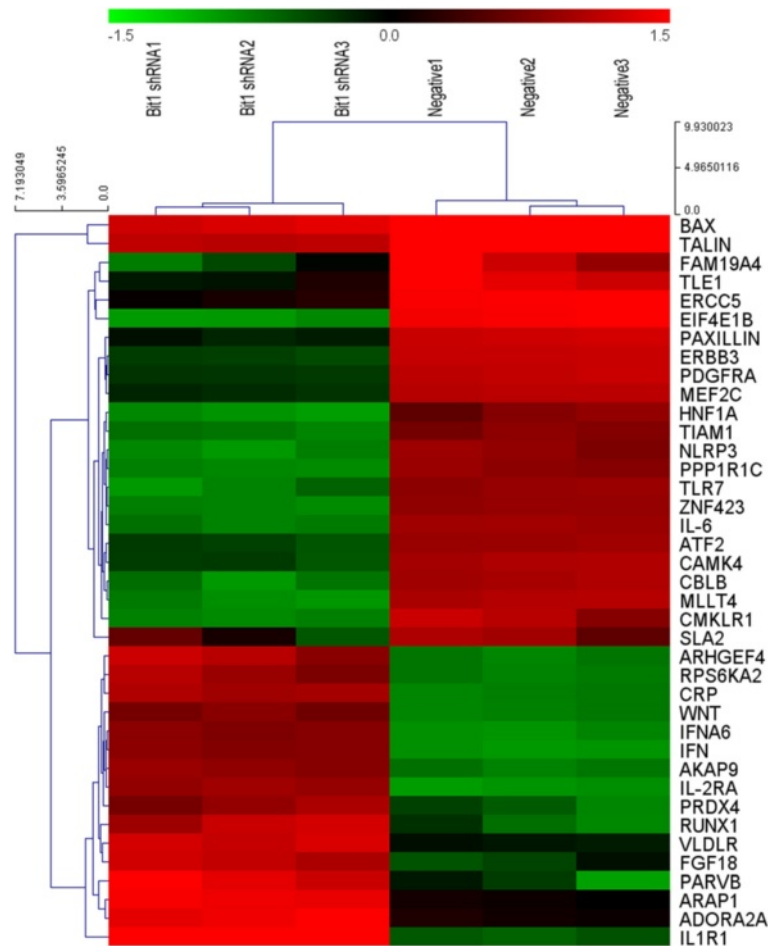 -1.5 0.0 1.5
Bit1 shRNA1
Bit1 shRNA2
Bit1 shRNA3
Negative1
Negative2
Negative3
9.930023
4.9650116
0.0
7.193049
3.5965245
0.0
BAX
TALIN
FAM19A4
TLE1
ERCC5
EIF4E1B
PAXILLIN
ERBB3
PDGFRA
MEF2C
HNF1A
TIAM1
NLRP3
PPP1R1C
TLR7
ZNF423
IL-6
ATF2
CAMK4
CBLB
MLLT4
CMKLR1
SLA2
ARHGEF4
RPS6KA2
CRP
WNT
IFNA6
IFN
AKAP9
IL-2RA
PRDX4
RUNX1
VLDLR
FGF18
PARVB
ARAP1
ADORA2A
IL1R1